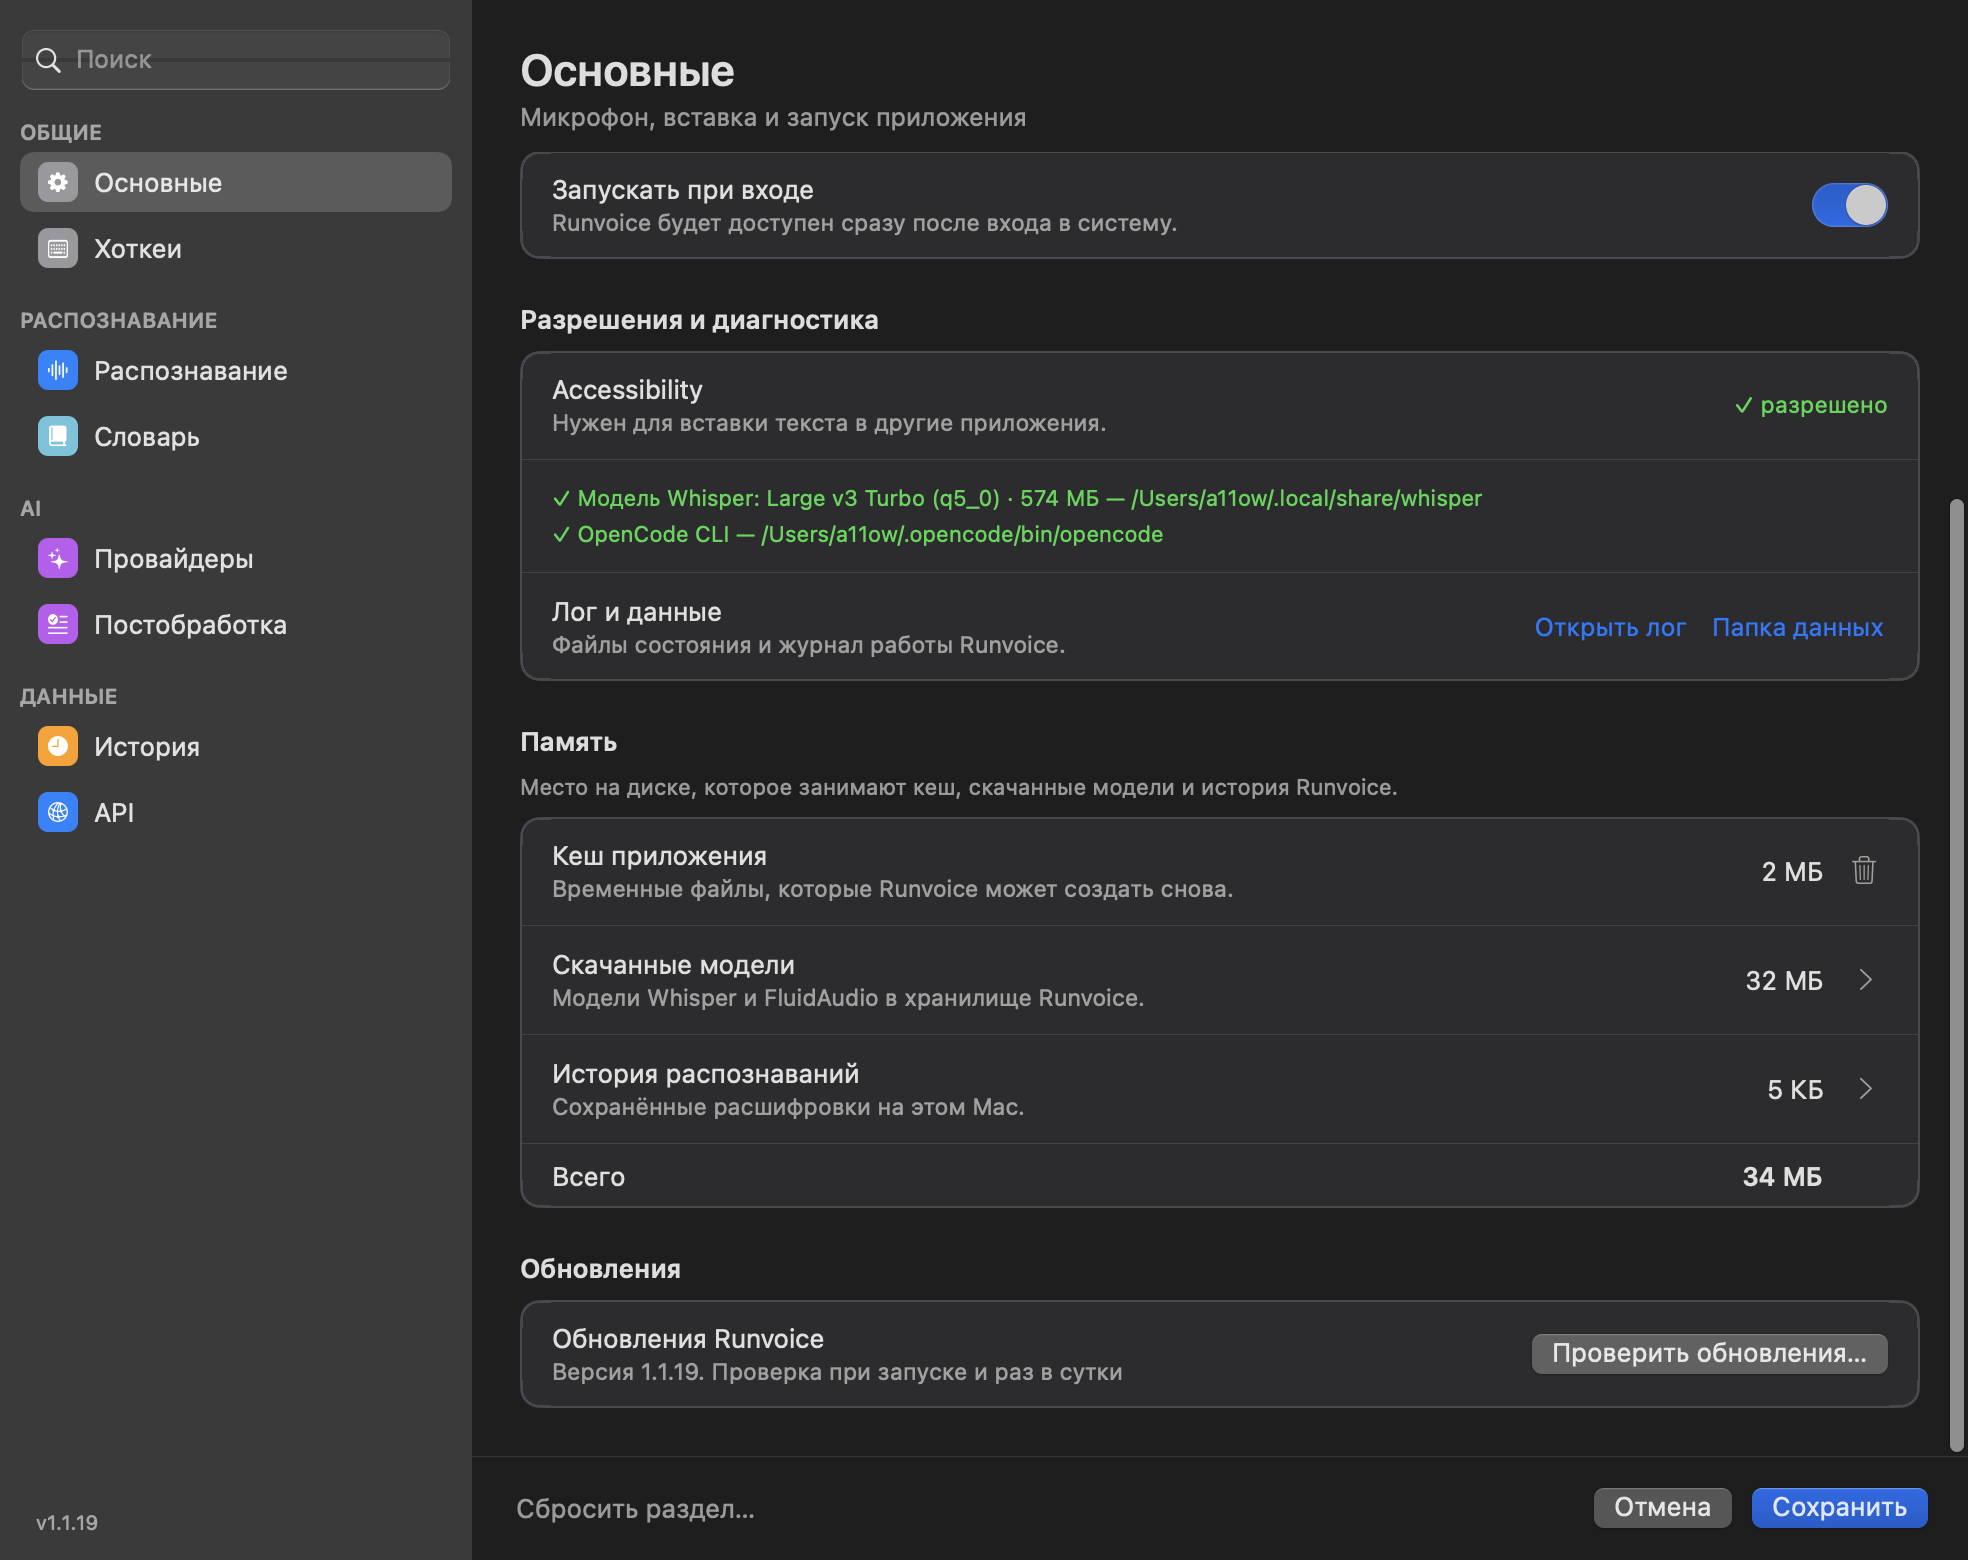 Поиск
ОБЩИЕ
Основные
Хоткеи
РАСПОЗНАВАНИЕ
Распознавание
Словарь
AI
Провайдеры
Постобработка
ДАННЫЕ
История
API
v1.1.19
Основные
Микрофон, вставка и запуск приложения
Запускать при входе
Runvoice будет доступен сразу после входа в систему.
Разрешения и диагностика
Accessibility
Нужен для вставки текста в другие приложения.
✓ разрешено
✓ Модель Whisper: Large v3 Turbo (q5_0) · 574 МБ — /Users/a11ow/.local/share/whisper
✓ OpenCode CLI — /Users/a11ow/.opencode/bin/opencode
Лог и данные
Файлы состояния и журнал работы Runvoice.
Открыть лог Папка данных
Память
Место на диске, которое занимают кеш, скачанные модели и история Runvoice.
Кеш приложения
Временные файлы, которые Runvoice может создать снова.
2 МБ
Скачанные модели
Модели Whisper и FluidAudio в хранилище Runvoice.
32 МБ
История распознаваний
Сохранённые расшифровки на этом Mac.
5 КБ
Всего 34 МБ
Обновления
Обновления Runvoice
Версия 1.1.19. Проверка при запуске и раз в сутки
Проверить обновления...
Сбросить раздел...
Отмена
Сохранить